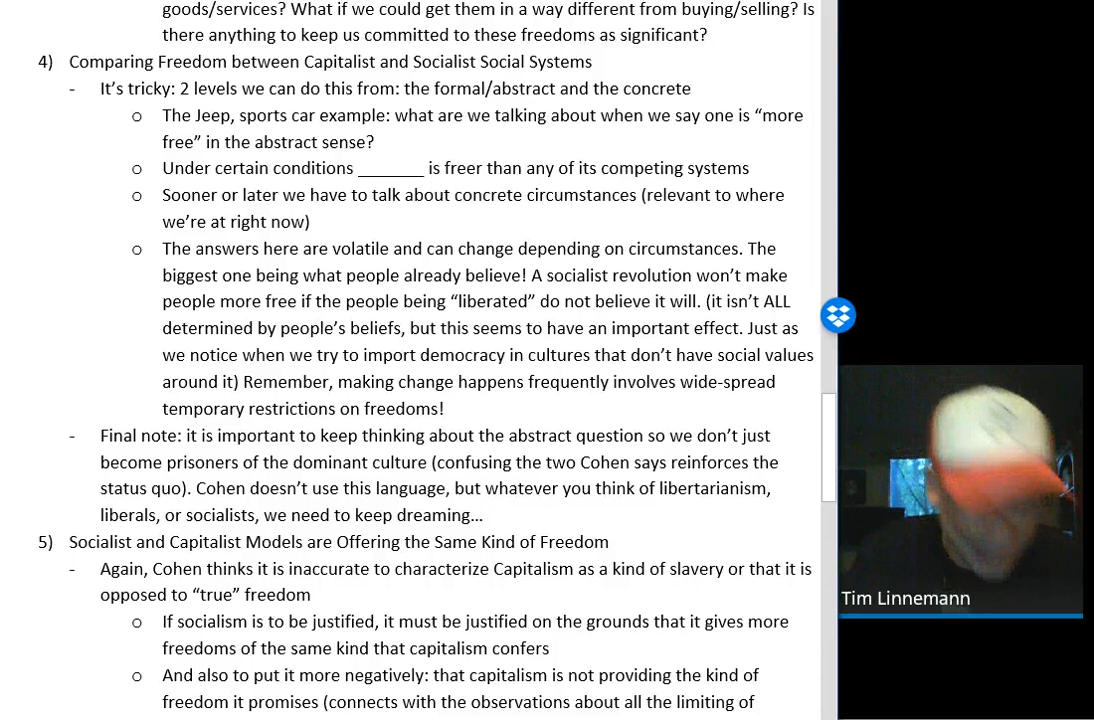 goods/services? What if we could get them in a way different from buying/selling? Is
there anything to keep us committed to these freedoms as significant?
4) Comparing Freedom between Capitalist and Socialist Social Systems
- It’s tricky: 2 levels we can do this from: the formal/abstract and the concrete
o The Jeep, sports car example: what are we talking about when we say one is “more
free” in the abstract sense?
o Under certain conditions _______ is freer than any of its competing systems
o Sooner or later we have to talk about concrete circumstances (relevant to where
we’re at right now)
o The answers here are volatile and can change depending on circumstances. The
biggest one being what people already believe! A socialist revolution won’t make
people more free if the people being “liberated” do not believe it will. (it isn’t ALL
determined by people’s beliefs, but this seems to have an important effect. Just as
we notice when we try to import democracy in cultures that don’t have social values
around it) Remember, making change happens frequently involves wide-spread
temporary restrictions on freedoms!
- Final note: it is important to keep thinking about the abstract question so we don’t just
become prisoners of the dominant culture (confusing the two Cohen says reinforces the
status quo). Cohen doesn’t use this language, but whatever you think of libertarianism,
liberals, or socialists, we need to keep dreaming…
5) Socialist and Capitalist Models are Offering the Same Kind of Freedom
- Again, Cohen thinks it is inaccurate to characterize Capitalism as a kind of slavery or that it is
opposed to “true” freedom
o If socialism is to be justified, it must be justified on the grounds that it gives more
freedoms of the same kind that capitalism confers
o And also to put it more negatively: that capitalism is not providing the kind of
freedom it promises (connects with the observations about all the limiting of
Tim Linnemann